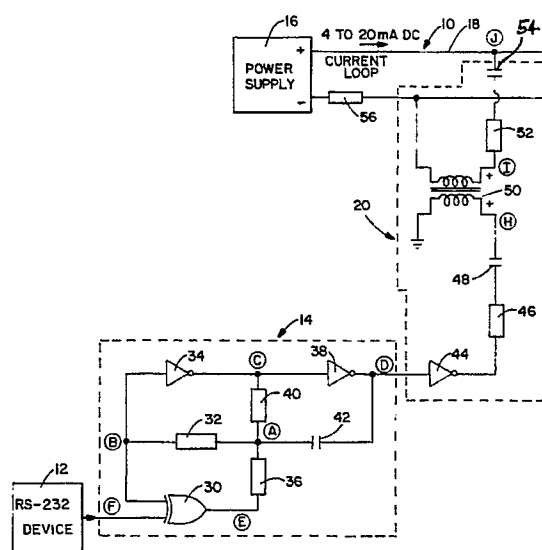 16
+
POWER
SUPPLY
-
4 TO 20mA DC
CURRENT
LOOP
10
18
J
54
56
52
I
+
50
+
H
20
48
46
14
34
C
38
D
44
40
42
B
32
A
36
30
E
12
RS-232
DEVICE
F